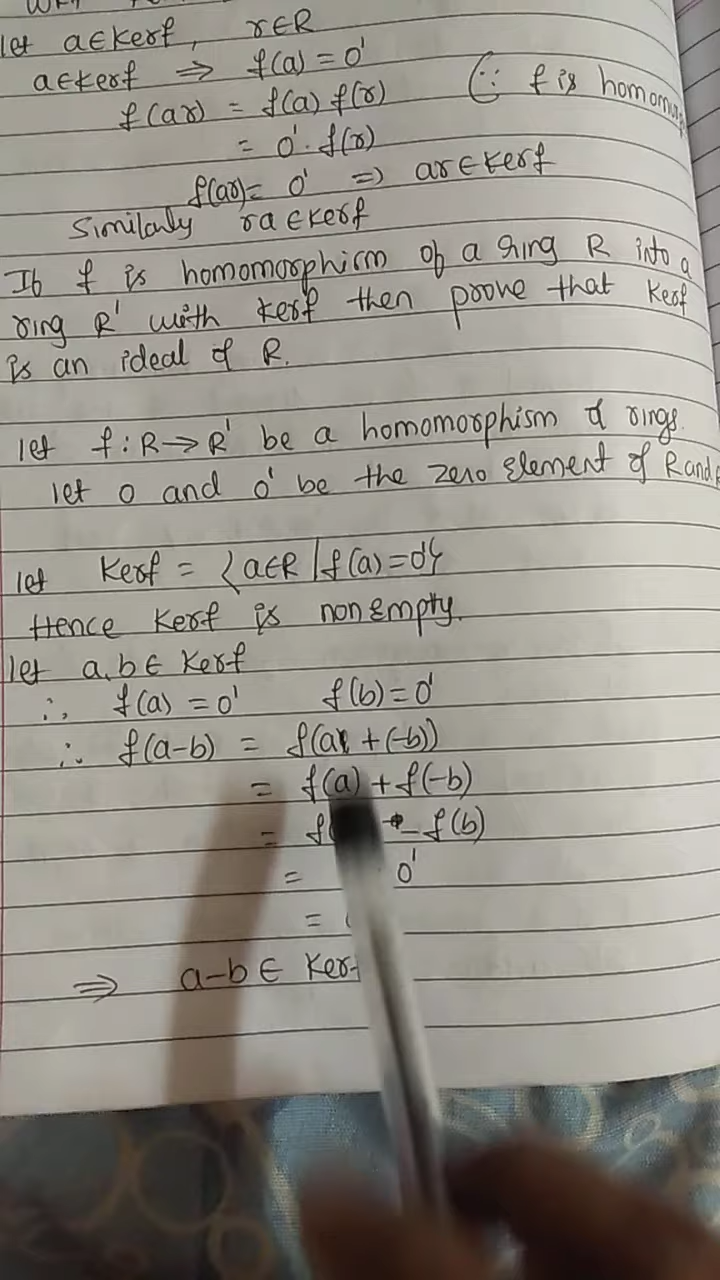 let a∈kerf, r∈R
a∈kerf ⇒ f(a) = 0'
f(ar) = f(a) f(r) (∵ f is
= 0'. f(r)
f(ar) = 0' => ar∈kerf
Similarly ra∈kerf
If f is homomorphism of a ring R into a
ring R' with kerf then prove that kerf
is an ideal of R.
let f : R→R' be a homomorphism of rings.
let 0 and 0' be the zero element of R and
let Kerf = {a∈R | f(a) = 0'}
Hence Kerf is nonempty.
let a,b ∈ Kerf
∴ f(a) = 0' f(b) = 0'
∴ f(a-b) = f(a + (-b))
= f(a) + f(-b)
= f - f(b)
= 0'
=
⇒ a-b ∈ Ker